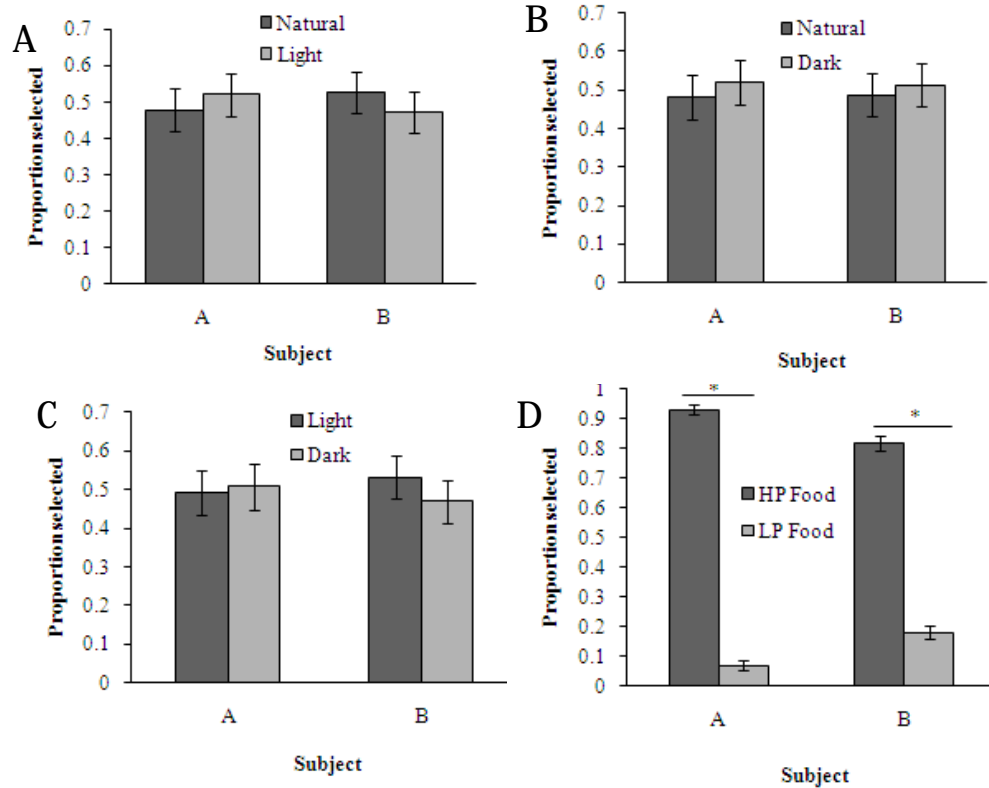 A
Proportion selected
0.7
0.6
0.5
0.4
0.3
0.2
0.1
0
Natural
Light
A B
Subject
B
Proportion selected
0.7
0.6
0.5
0.4
0.3
0.2
0.1
0
Natural
Dark
A B
Subject
C
Proportion selected
0.7
0.6
0.5
0.4
0.3
0.2
0.1
0
Light
Dark
A B
Subject
D
Proportion selected
1
0.9
0.8
0.7
0.6
0.5
0.4
0.3
0.2
0.1
0
*
*
HP Food
LP Food
A B
Subject